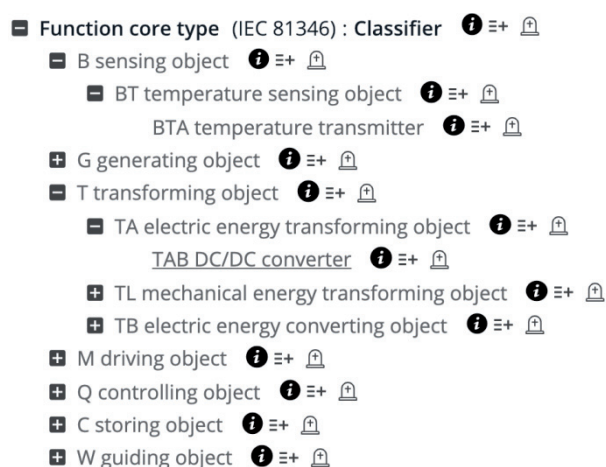 Function core type (IEC 81346) : Classifier
B sensing object
BT temperature sensing object
BTA temperature transmitter
G generating object
T transforming object
TA electric energy transforming object
TAB DC/DC converter
TL mechanical energy transforming object
TB electric energy converting object
M driving object
Q controlling object
C storing object
W guiding object